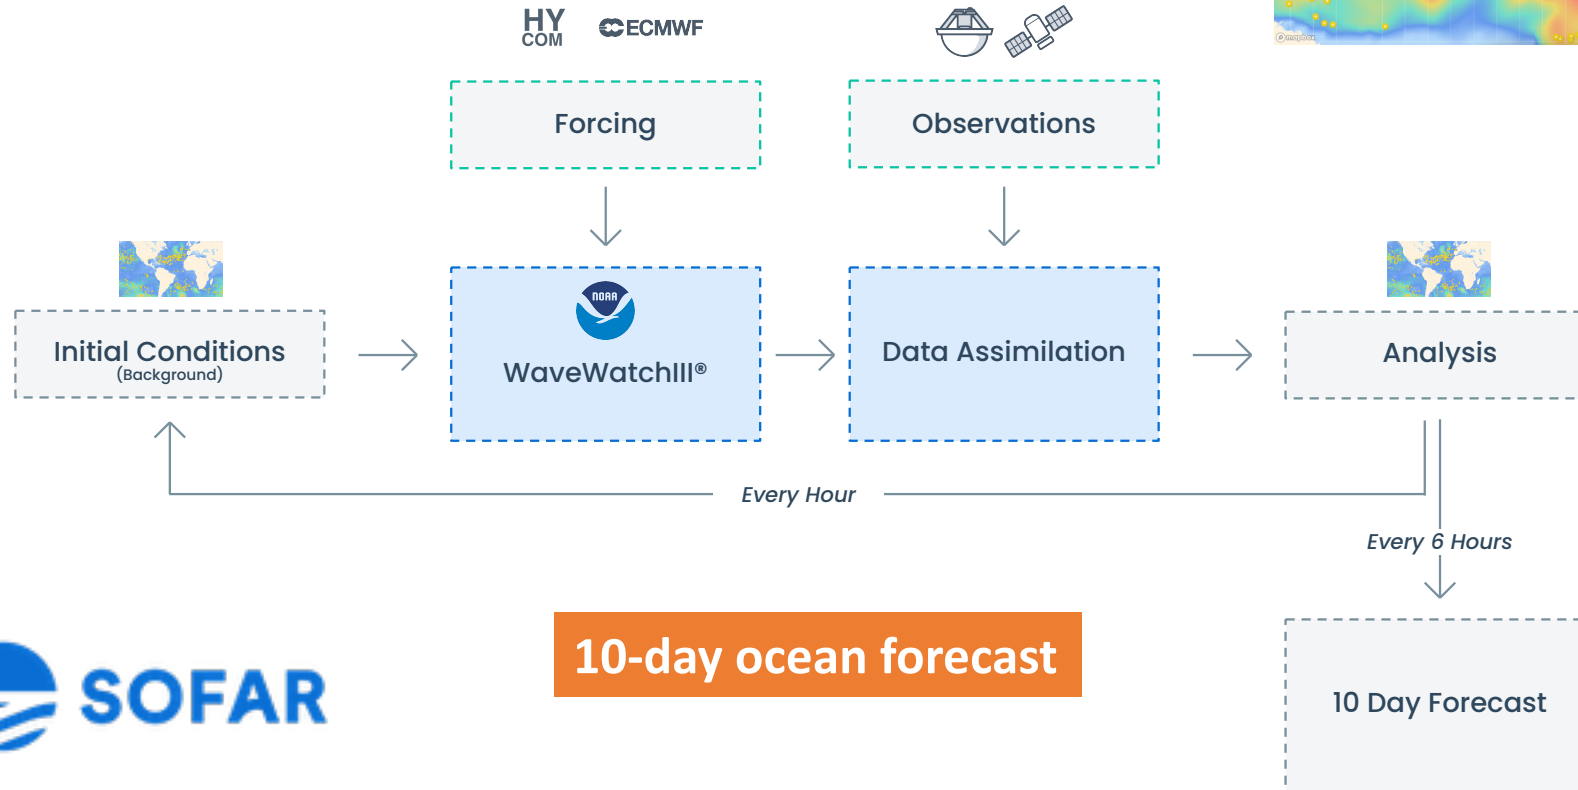 HY
COM
ECMWF
mapbox
Forcing
Observations
NOAA
Initial Conditions
(Background)
WaveWatchIII®
Data Assimilation
Analysis
Every Hour
Every 6 Hours
10-day ocean forecast
SOFAR
10 Day Forecast